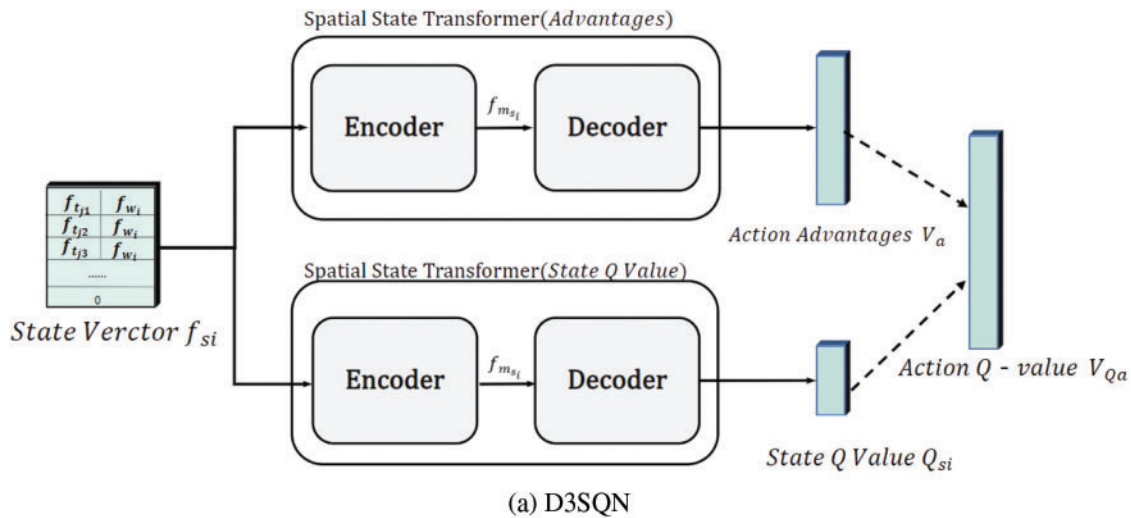 Spatial State Transformer(Advantages)
Encoder
f_{m_{s_i}}
Decoder
f_{t_{j1}} f_{w_i}
f_{t_{j2}} f_{w_i}
f_{t_{j3}} f_{w_i}
......
0
State Verctor f_{si}
Action Advantages V_a
Spatial State Transformer(State Q Value)
Encoder
f_{m_{s_i}}
Decoder
Action Q - value V_{Qa}
State Q Value Q_{si}
(a) D3SQN